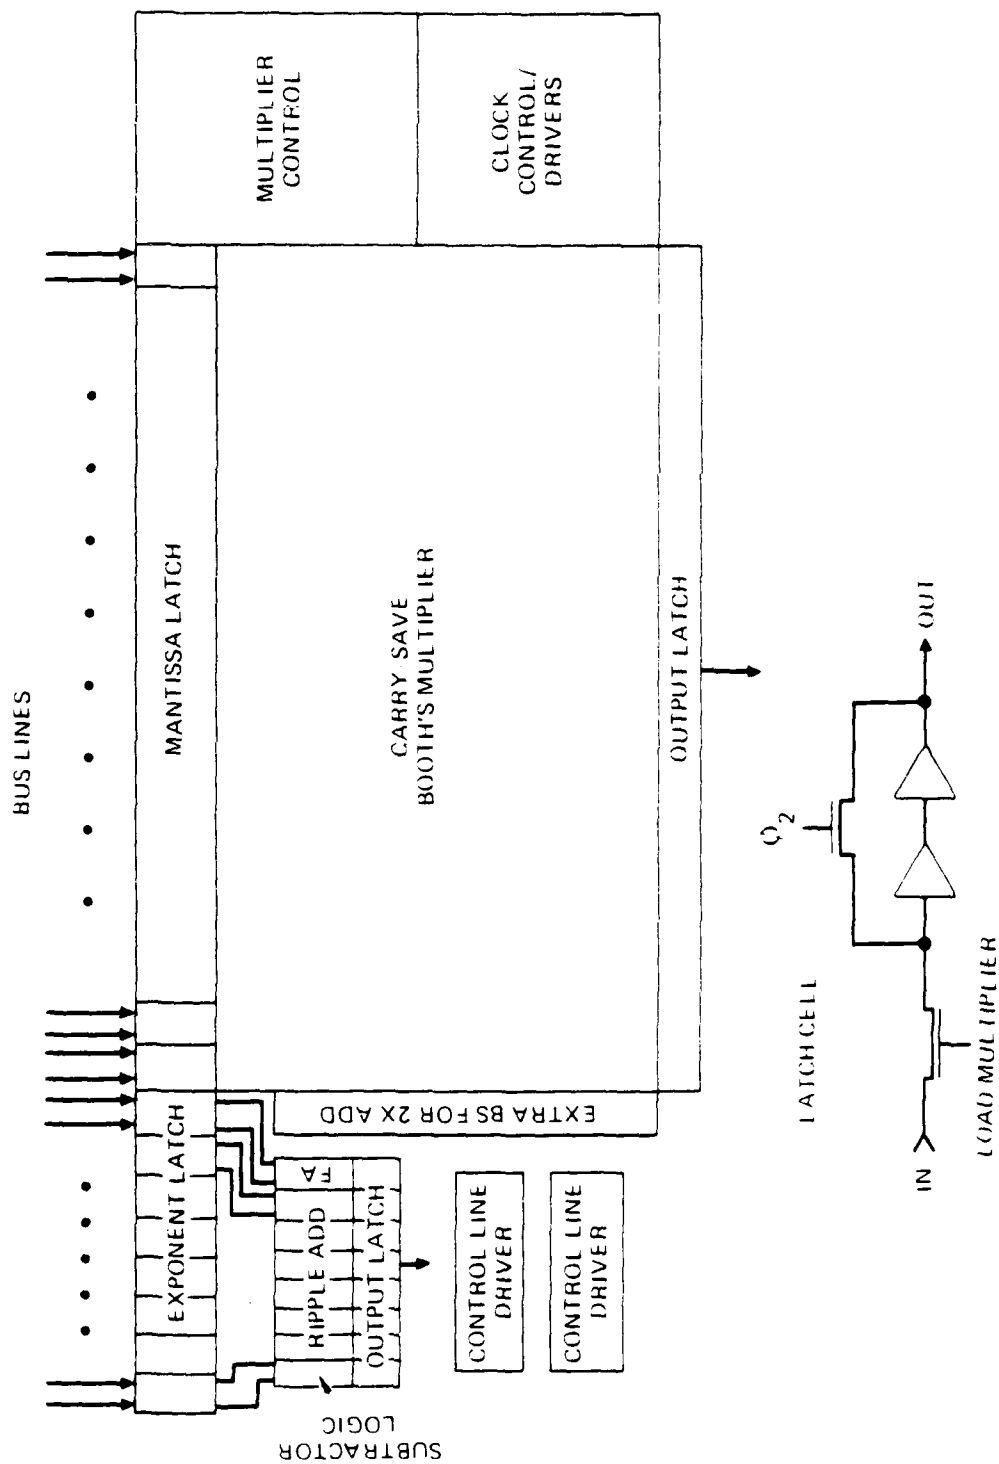 BUS LINES
MULTIPLIER
CONTROL
CLOCK
CONTROL/
DRIVERS
MANTISSA LATCH
CARRY-SAVE
BOOTH'S MULTIPLIER
OUTPUT LATCH
EXTRA BS FOR 2X ADD
EXPONENT LATCH
FA
RIPPLE ADD
OUTPUT LATCH
SUBTRACTOR
LOGIC
CONTROL LINE
DRIVER
CONTROL LINE
DRIVER
LATCH CELL
IN
LOAD MULTIPLIER
Φ2
OUT